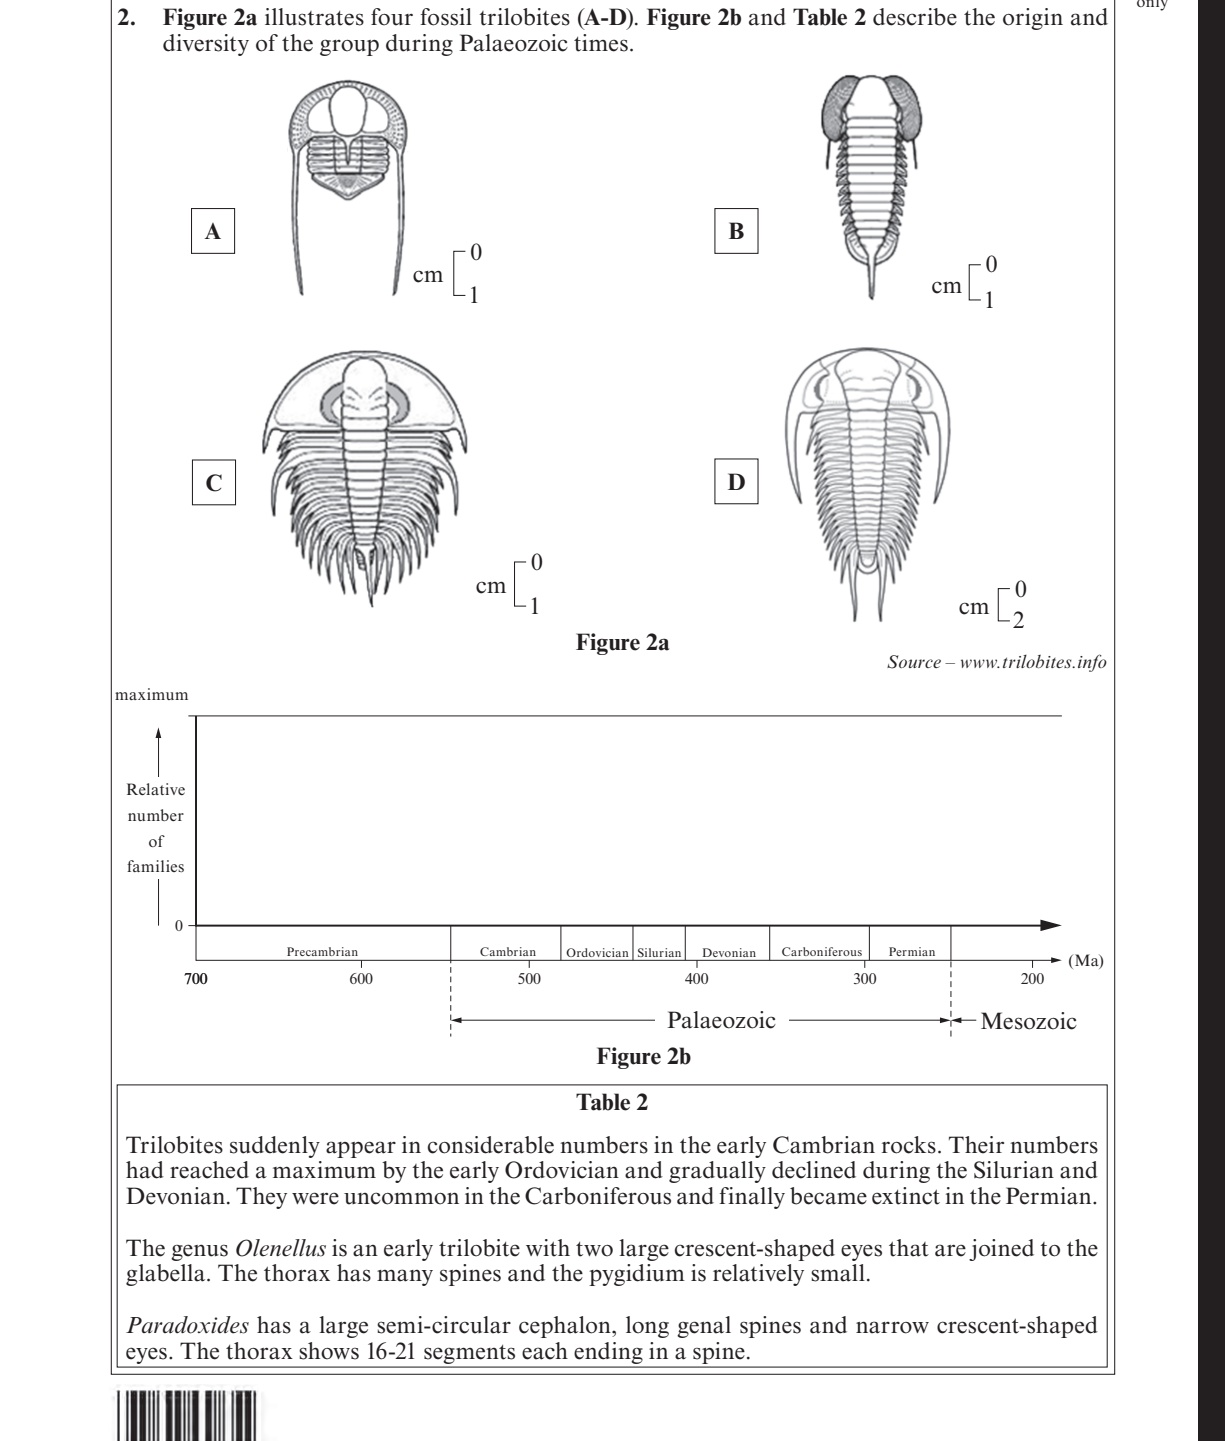 only
2. Figure 2a illustrates four fossil trilobites (A-D). Figure 2b and Table 2 describe the origin and
diversity of the group during Palaeozoic times.
A
cm
0
1
B
cm
0
1
C
cm
0
1
D
cm
0
2
Figure 2a
Source – www.trilobites.info
maximum
Relative
number
of
families
0
Precambrian Cambrian Ordovician Silurian Devonian Carboniferous Permian
(Ma)
700 600 500 400 300 200
Palaeozoic Mesozoic
Figure 2b
Table 2
Trilobites suddenly appear in considerable numbers in the early Cambrian rocks. Their numbers
had reached a maximum by the early Ordovician and gradually declined during the Silurian and
Devonian. They were uncommon in the Carboniferous and finally became extinct in the Permian.
The genus Olenellus is an early trilobite with two large crescent-shaped eyes that are joined to the
glabella. The thorax has many spines and the pygidium is relatively small.
Paradoxides has a large semi-circular cephalon, long genal spines and narrow crescent-shaped
eyes. The thorax shows 16-21 segments each ending in a spine.